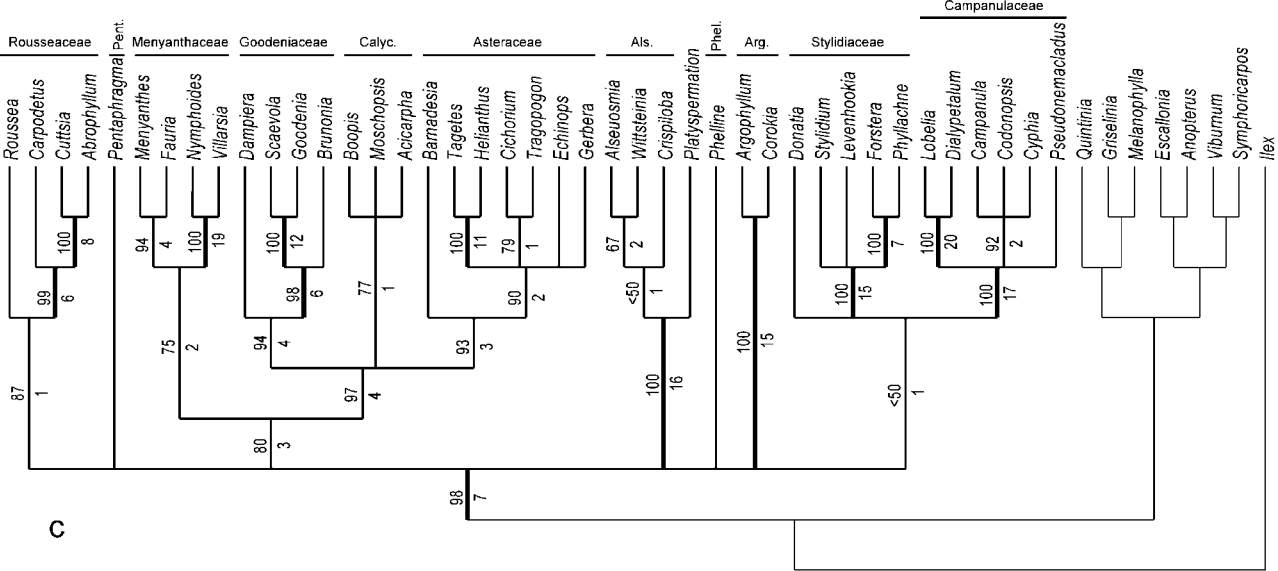 Campanulaceae
Rousseaceae Pent. Menyanthaceae Goodeniaceae Calyc. Asteraceae Als. Phel. Arg. Stylidiaceae
Roussea
Carpodetus
Cuttsia
Abrophyllum
Pentaphragma
Menyanthes
Fauria
Nymphoides
Villarsia
Dampiera
Scaevola
Goodenia
Brunonia
Boopis
Moschopsis
Acicarpha
Barnadesia
Tagetes
Helianthus
Cichorium
Tragopogon
Echinops
Gerbera
Alseuosmia
Wittsteinia
Crispiloba
Platyspermation
Phelline
Argophyllum
Corokia
Donatia
Stylidium
Levenhookia
Forstera
Phyllachne
Lobelia
Dialypetalum
Campanula
Codonopsis
Cyphia
Pseudonemacladus
Quintinia
Griselinia
Melanophylla
Escallonia
Anopterus
Viburnum
Symphoricarpos
Ilex
100 8 94 4 100 19 100 12 100 11 79 1 67 2 100 7 100 20 92 2
99 6 98 6 77 1 90 2 <50 1 100 15 100 17
75 2 94 4 93 3 100 15
87 1 97 4 100 16 <50 1
80 3
98 7
C